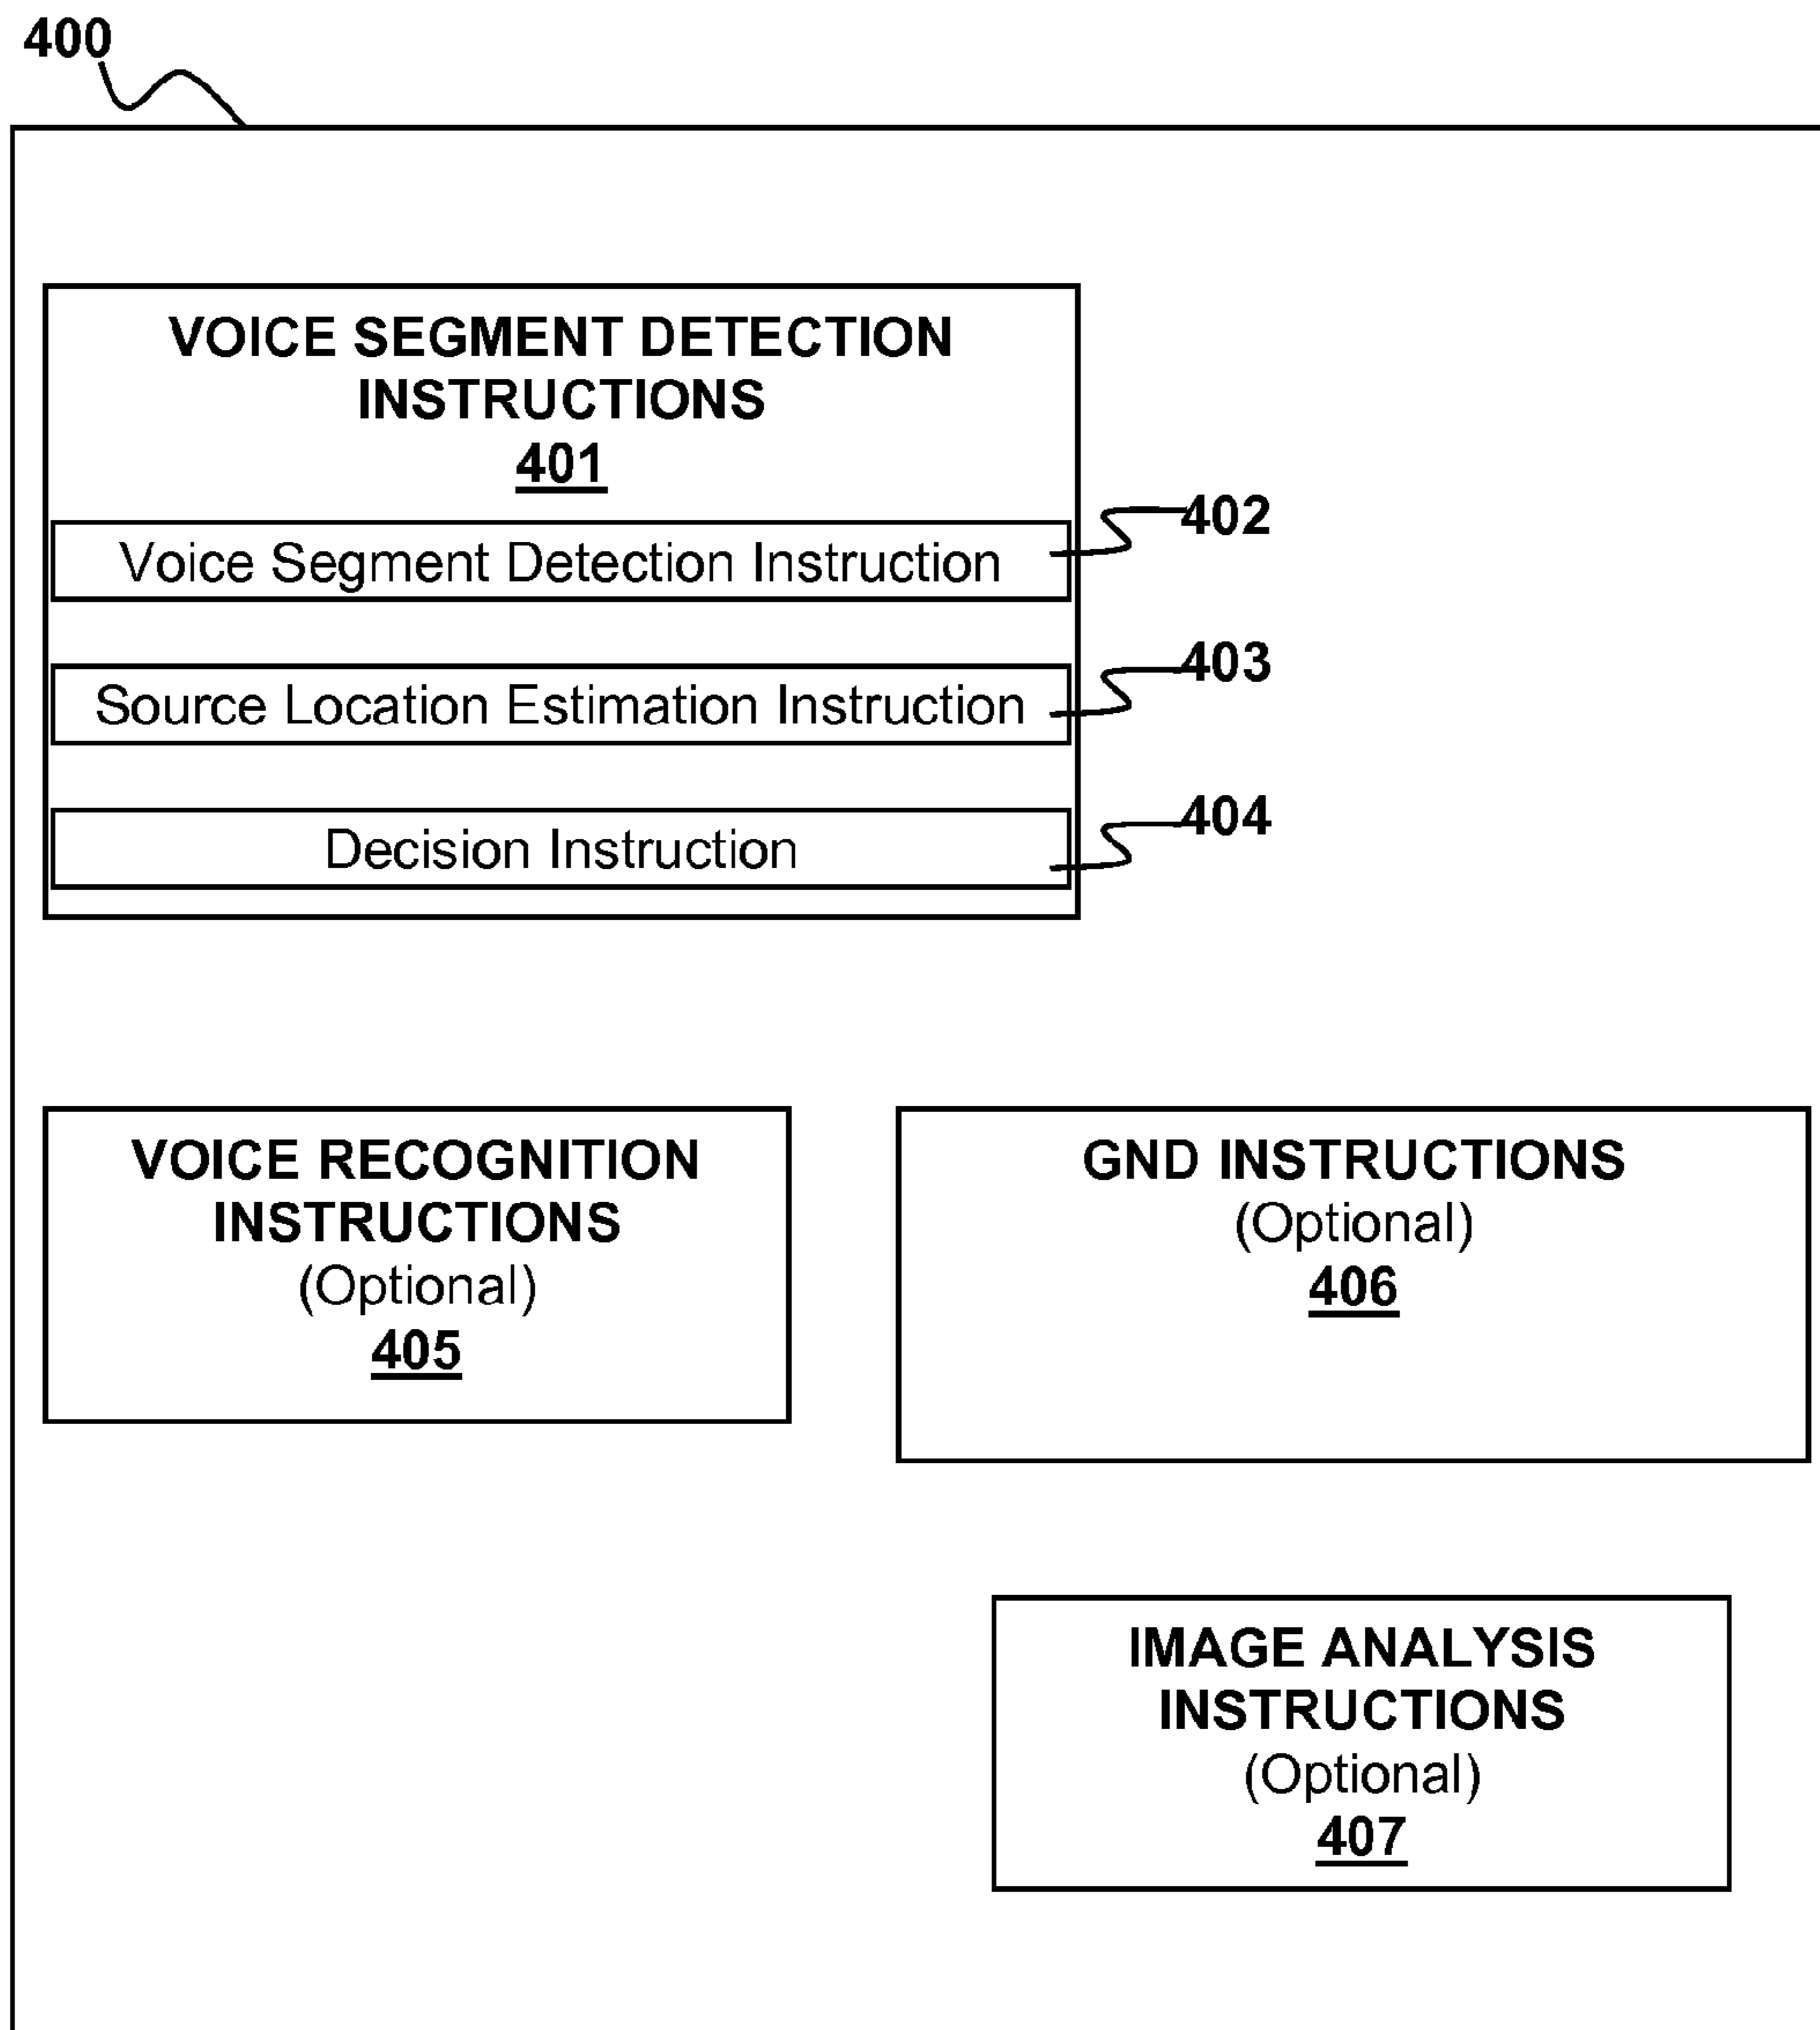 400
VOICE SEGMENT DETECTION
INSTRUCTIONS
401
Voice Segment Detection Instruction
402
Source Location Estimation Instruction
403
Decision Instruction
404
VOICE RECOGNITION
INSTRUCTIONS
(Optional)
405
GND INSTRUCTIONS
(Optional)
406
IMAGE ANALYSIS
INSTRUCTIONS
(Optional)
407